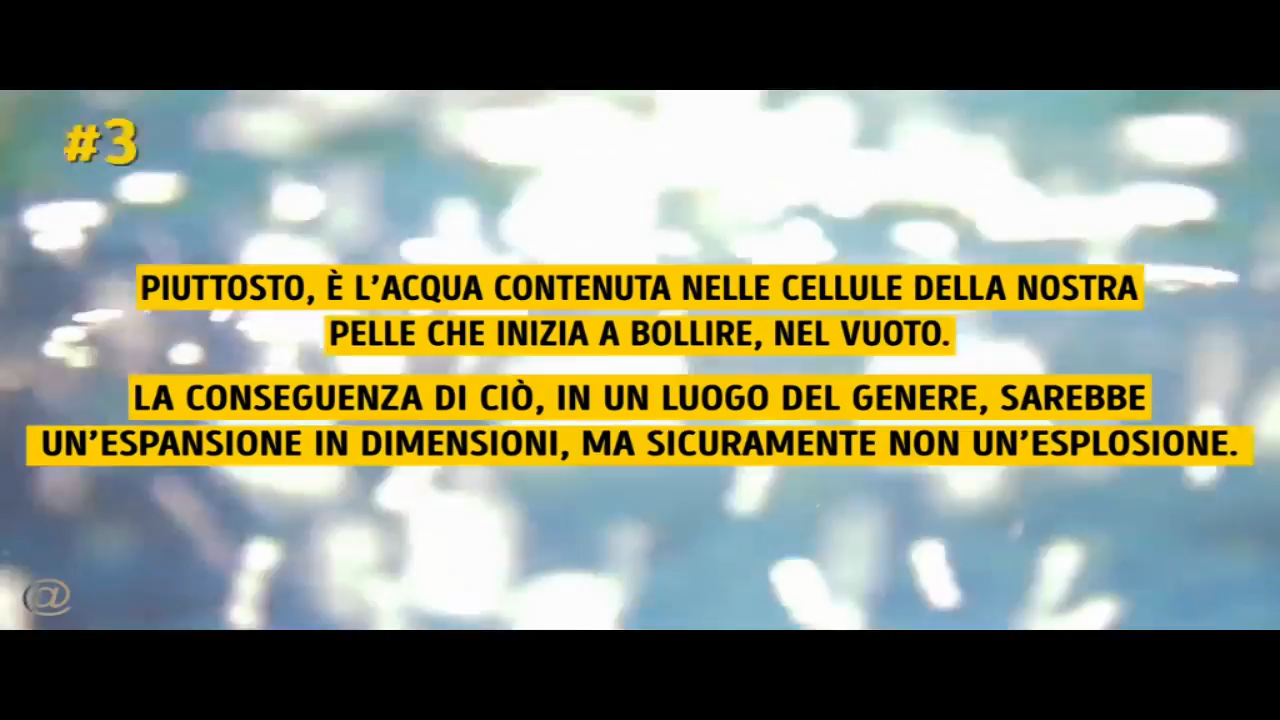 #3
PIUTTOSTO, È L'ACQUA CONTENUTA NELLE CELLULE DELLA NOSTRA
PELLE CHE INIZIA A BOLLIRE, NEL VUOTO.
LA CONSEGUENZA DI CIÒ, IN UN LUOGO DEL GENERE, SAREBBE
UN'ESPANSIONE IN DIMENSIONI, MA SICURAMENTE NON UN'ESPLOSIONE.
@